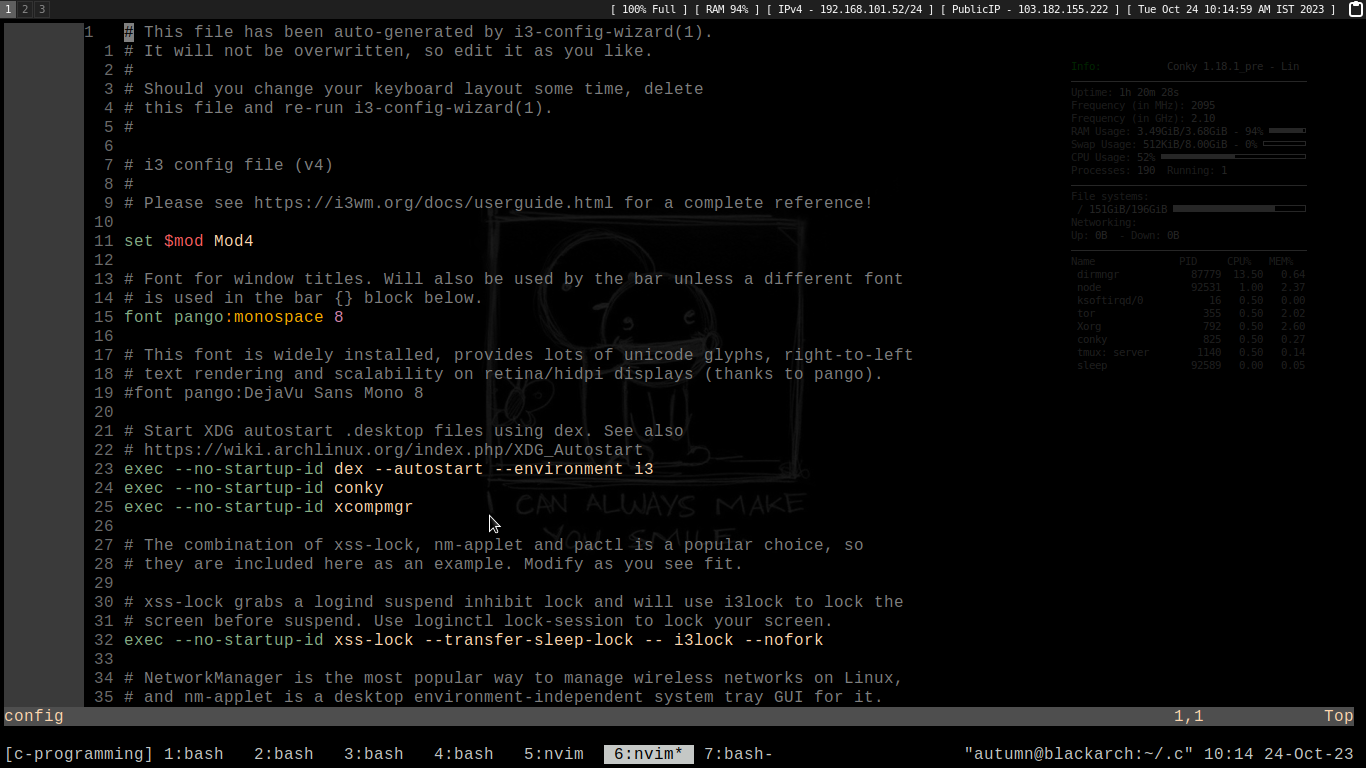 1 2 3 [ 100% Full ] [ RAM 94% ] [ IPv4 - 192.168.101.52/24 ] [ PublicIP - 103.182.155.222 ] [ Tue Oct 24 10:14:59 AM IST 2023 ]
1 # This file has been auto-generated by i3-config-wizard(1).
1 # It will not be overwritten, so edit it as you like.
2 #
3 # Should you change your keyboard layout some time, delete
4 # this file and re-run i3-config-wizard(1).
5 #
6
7 # i3 config file (v4)
8 #
9 # Please see https://i3wm.org/docs/userguide.html for a complete reference!
10
11 set $mod Mod4
12
13 # Font for window titles. Will also be used by the bar unless a different font
14 # is used in the bar {} block below.
15 font pango:monospace 8
16
17 # This font is widely installed, provides lots of unicode glyphs, right-to-left
18 # text rendering and scalability on retina/hidpi displays (thanks to pango).
19 #font pango:DejaVu Sans Mono 8
20
21 # Start XDG autostart .desktop files using dex. See also
22 # https://wiki.archlinux.org/index.php/XDG_Autostart
23 exec --no-startup-id dex --autostart --environment i3
24 exec --no-startup-id conky
25 exec --no-startup-id xcompmgr
26
27 # The combination of xss-lock, nm-applet and pactl is a popular choice, so
28 # they are included here as an example. Modify as you see fit.
29
30 # xss-lock grabs a logind suspend inhibit lock and will use i3lock to lock the
31 # screen before suspend. Use loginctl lock-session to lock your screen.
32 exec --no-startup-id xss-lock --transfer-sleep-lock -- i3lock --nofork
33
34 # NetworkManager is the most popular way to manage wireless networks on Linux,
35 # and nm-applet is a desktop environment-independent system tray GUI for it.
Info: Conky 1.18.1_pre - Lin
Uptime: 1h 20m 28s
Frequency (in MHz): 2095
Frequency (in GHz): 2.10
RAM Usage: 3.49GiB/3.68GiB - 94%
Swap Usage: 512KiB/8.00GiB - 0%
CPU Usage: 52%
Processes: 190 Running: 1
File systems:
/ 151GiB/196GiB
Networking:
Up: 0B - Down: 0B
Name PID CPU% MEM%
dirmngr 87779 13.50 0.64
node 92531 1.00 2.37
ksoftirqd/0 16 0.50 0.00
tor 355 0.50 2.02
Xorg 792 0.50 2.60
conky 825 0.50 0.27
tmux: server 1140 0.50 0.14
sleep 92589 0.00 0.05
I CAN ALWAYS MAKE
YOU SMILE.
config 1,1 Top
[c-programming] 1:bash 2:bash 3:bash 4:bash 5:nvim 6:nvim* 7:bash- "autumn@blackarch:~/.c" 10:14 24-Oct-23